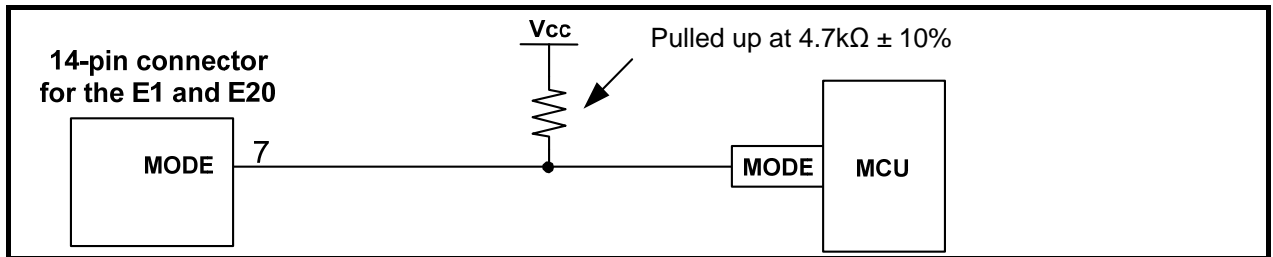 Vcc
Pulled up at 4.7kΩ ± 10%
14-pin connector
for the E1 and E20
MODE
7
MODE
MCU